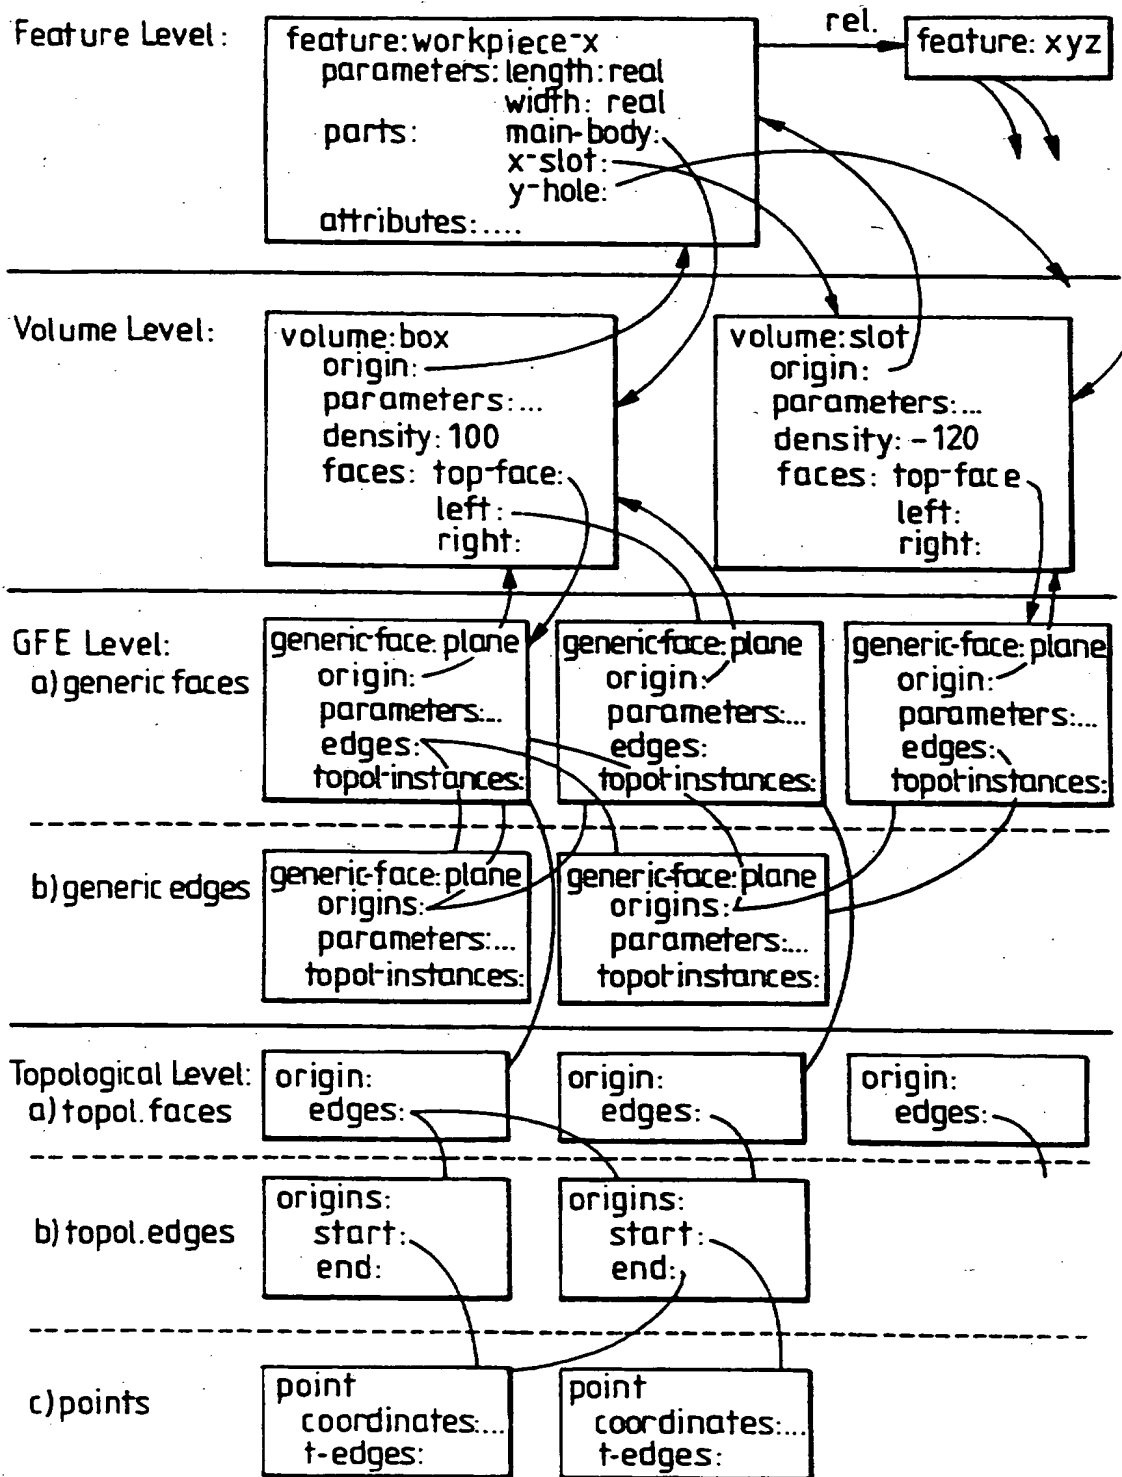 Feature Level:
feature:workpiece-x
parameters: length: real
width: real
parts: main-body:
x-slot:
y-hole:
attributes:....
rel.
feature: xyz
Volume Level:
volume:box
origin:
parameters:...
density: 100
faces: top-face:
left:
right:
volume:slot
origin:
parameters:...
density: -120
faces: top-face
left:
right:
GFE Level:
a) generic faces
generic-face: plane
origin:
parameters:...
edges:
topol-instances:
generic-face: plane
origin:
parameters:...
edges:
topol-instances:
generic-face: plane
origin:
parameters:...
edges:
topol-instances:
b) generic edges
generic-face: plane
origins:
parameters:...
topol-instances:
generic-face: plane
origins:
parameters:...
topol-instances:
Topological Level:
a) topol. faces
origin:
edges:
origin:
edges:
origin:
edges:
b) topol. edges
origins:
start:
end:
origins:
start:
end:
c) points
point
coordinates:....
t-edges:
point
coordinates:....
t-edges: